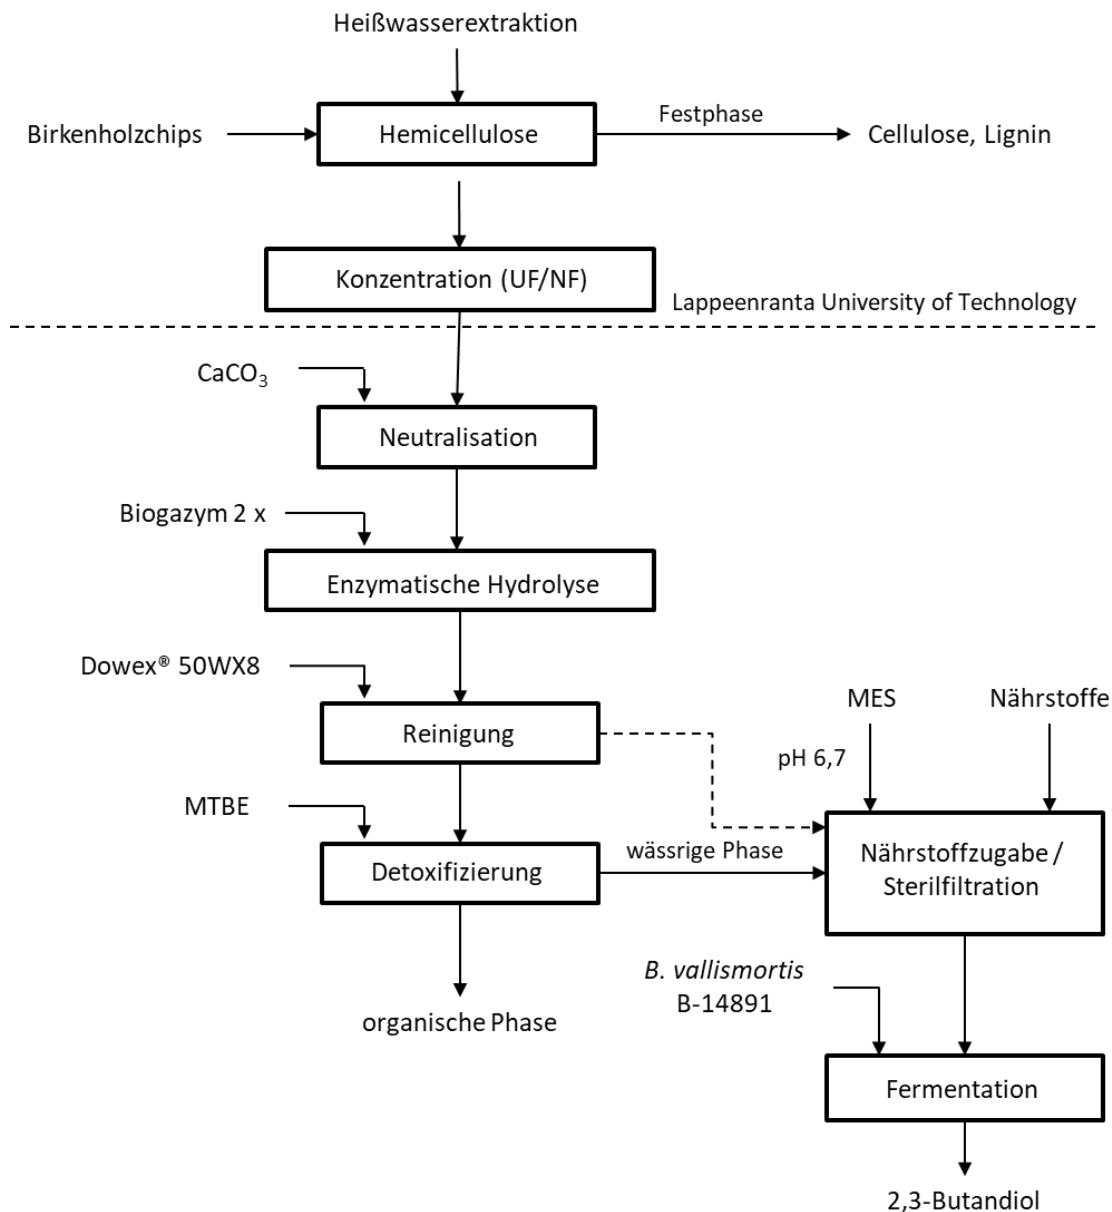 Heißwasserextraktion
Birkenholzchips
Hemicellulose
Festphase
Cellulose, Lignin
Konzentration (UF/NF)
Lappeenranta University of Technology
CaCO₃
Neutralisation
Biogazym 2 x
Enzymatische Hydrolyse
Dowex® 50WX8
Reinigung
MES
Nährstoffe
pH 6,7
MTBE
Detoxifizierung
wässrige Phase
Nährstoffzugabe /
Sterilfiltration
organische Phase
B. vallismortis
B-14891
Fermentation
2,3-Butandiol